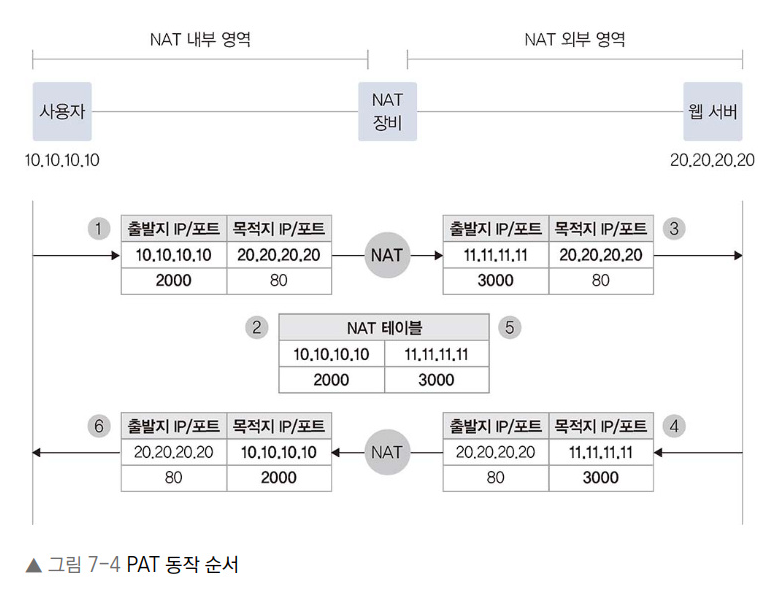 NAT 내부 영역
NAT 외부 영역
사용자
NAT
장비
웹 서버
10.10.10.10
20.20.20.20
1
출발지 IP/포트 목적지 IP/포트
10.10.10.10 20.20.20.20
2000 80
NAT
출발지 IP/포트 목적지 IP/포트
11.11.11.11 20.20.20.20
3000 80
3
2
NAT 테이블
10.10.10.10 11.11.11.11
2000 3000
5
6
출발지 IP/포트 목적지 IP/포트
20.20.20.20 10.10.10.10
80 2000
NAT
출발지 IP/포트 목적지 IP/포트
20.20.20.20 11.11.11.11
80 3000
4
▲ 그림 7-4 PAT 동작 순서